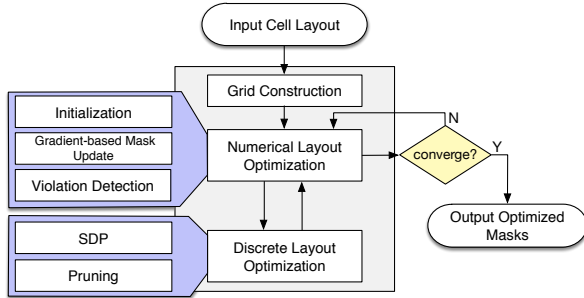 Input Cell Layout
Grid Construction
Initialization
Gradient-based Mask
Update
Violation Detection
Numerical Layout
Optimization
converge?
N
Y
SDP
Pruning
Discrete Layout
Optimization
Output Optimized
Masks